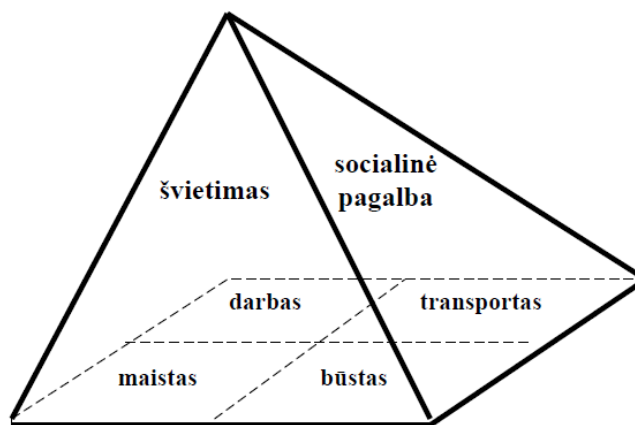 švietimas
socialinė
pagalba
darbas
transportas
maistas
būstas